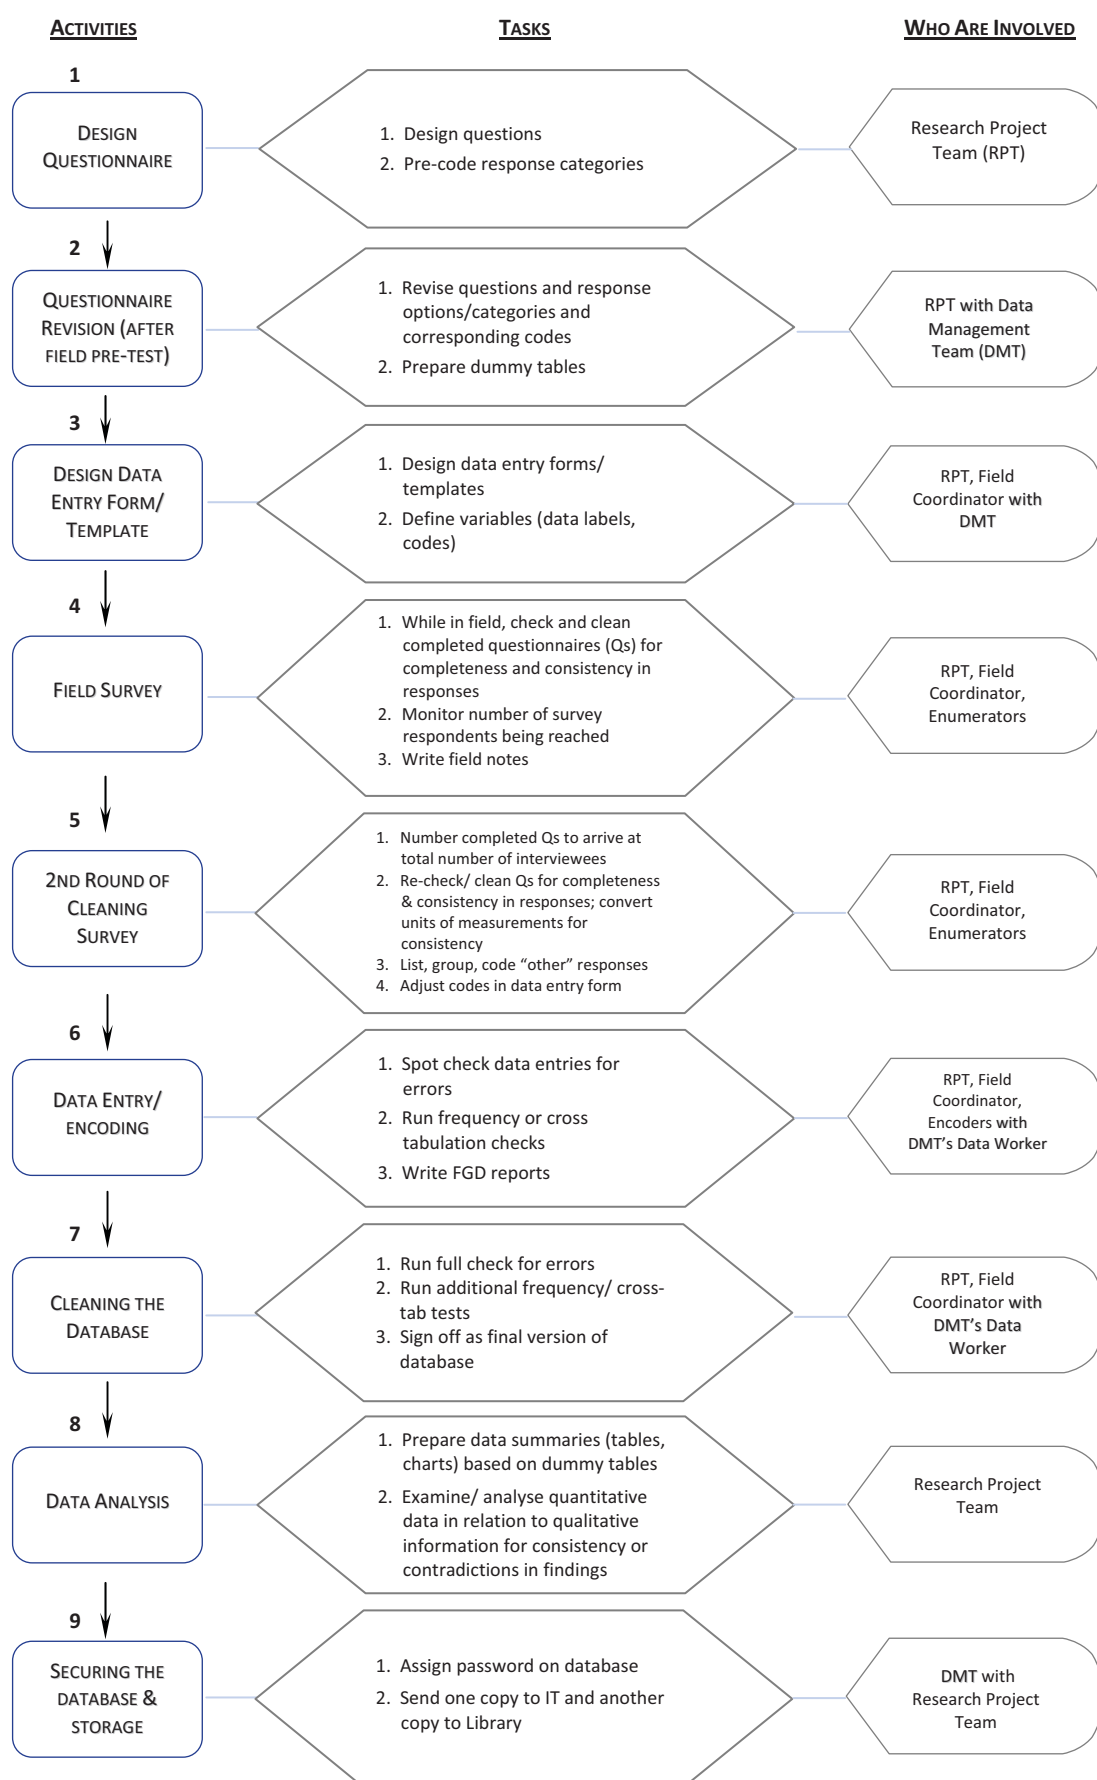 ACTIVITIES
TASKS
WHO ARE INVOLVED
1
DESIGN
QUESTIONNAIRE
1. Design questions
2. Pre-code response categories
Research Project
Team (RPT)
2
QUESTIONNAIRE
REVISION (AFTER
FIELD PRE-TEST)
1. Revise questions and response
options/categories and
corresponding codes
2. Prepare dummy tables
RPT with Data
Management
Team (DMT)
3
DESIGN DATA
ENTRY FORM/
TEMPLATE
1. Design data entry forms/
templates
2. Define variables (data labels,
codes)
RPT, Field
Coordinator with
DMT
4
FIELD SURVEY
1. While in field, check and clean
completed questionnaires (Qs) for
completeness and consistency in
responses
2. Monitor number of survey
respondents being reached
3. Write field notes
RPT, Field
Coordinator,
Enumerators
5
2ND ROUND OF
CLEANING
SURVEY
1. Number completed Qs to arrive at
total number of interviewees
2. Re-check/ clean Qs for completeness
& consistency in responses; convert
units of measurements for
consistency
3. List, group, code “other” responses
4. Adjust codes in data entry form
RPT, Field
Coordinator,
Enumerators
6
DATA ENTRY/
ENCODING
1. Spot check data entries for
errors
2. Run frequency or cross
tabulation checks
3. Write FGD reports
RPT, Field
Coordinator,
Encoders with
DMT’s Data Worker
7
CLEANING THE
DATABASE
1. Run full check for errors
2. Run additional frequency/ cross-
tab tests
3. Sign off as final version of
database
RPT, Field
Coordinator with
DMT’s Data
Worker
8
DATA ANALYSIS
1. Prepare data summaries (tables,
charts) based on dummy tables
2. Examine/ analyse quantitative
data in relation to qualitative
information for consistency or
contradictions in findings
Research Project
Team
9
SECURING THE
DATABASE &
STORAGE
1. Assign password on database
2. Send one copy to IT and another
copy to Library
DMT with
Research Project
Team